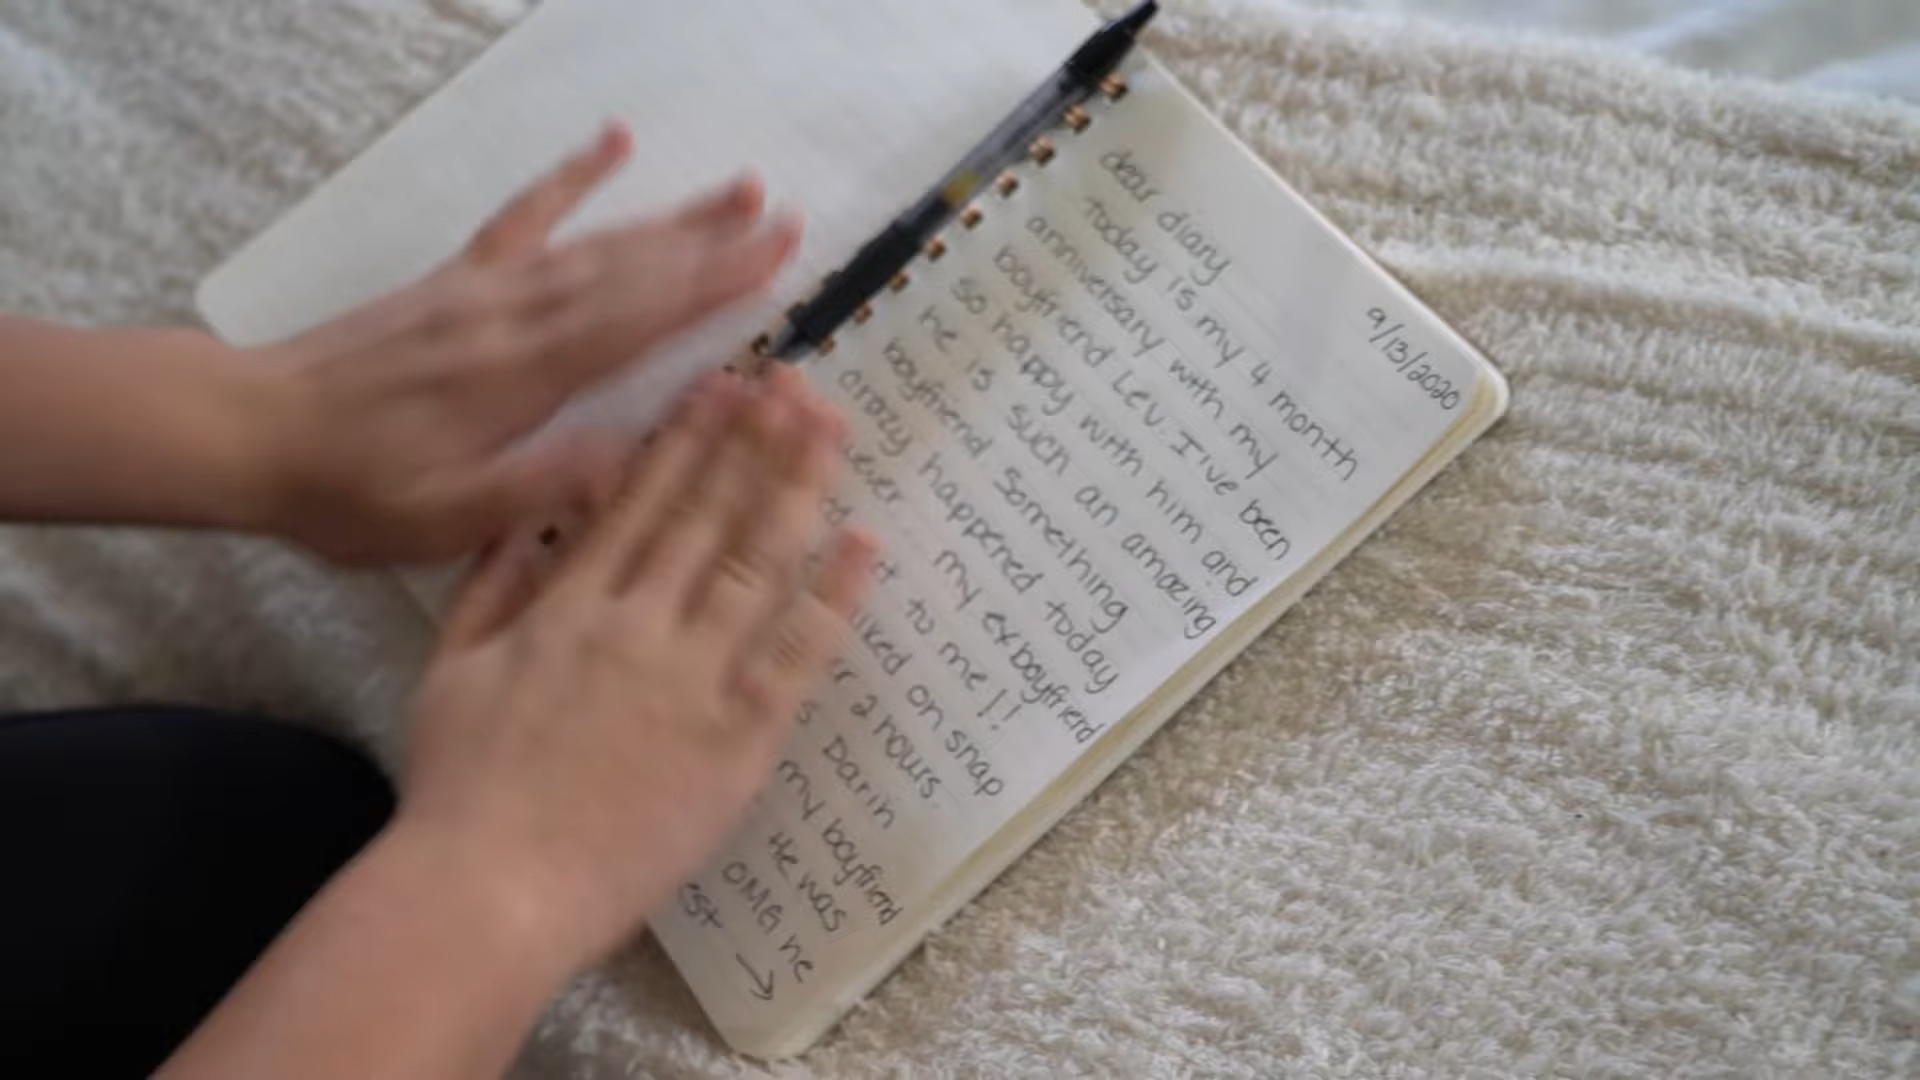 9/13/2020
dear diary
Today is my 4 month
anniversary with my
boyfriend Lev. I've been
so happy with him and
he is such an amazing
boyfriend something
crazy happened today
my ex boyfriend
to me!!
on snap
2 hours.
Darin
my boyfriend
He was
OMG he
→